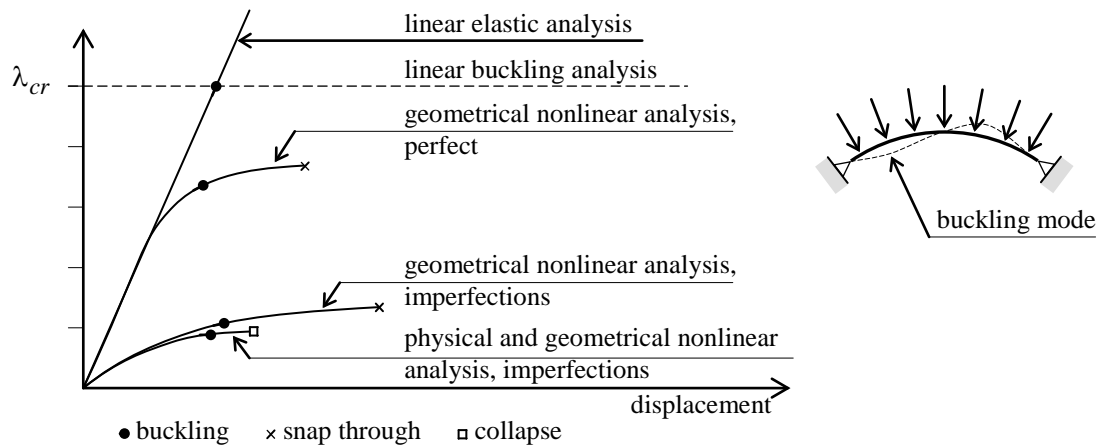 linear elastic analysis
λcr
linear buckling analysis
geometrical nonlinear analysis,
perfect
buckling mode
geometrical nonlinear analysis,
imperfections
physical and geometrical nonlinear
analysis, imperfections
displacement
buckling
snap through
collapse